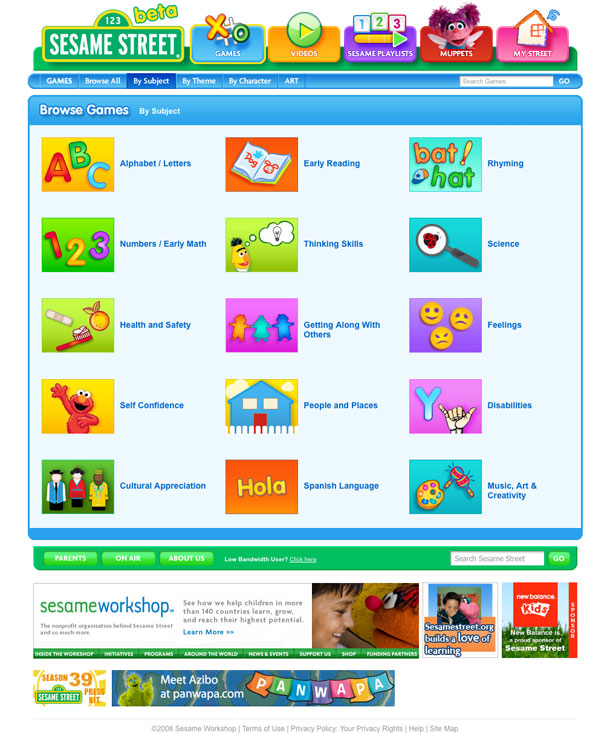 123
beta
SESAME STREET
GAMES
VIDEOS
1 2 3
SESAME PLAYLISTS
MUPPETS
MY STREET
GAMES Browse All By Subject By Theme By Character ART Search Games GO
Browse Games By Subject
ABC Alphabet / Letters
Dog Early Reading
bat! hat Rhyming
123 Numbers / Early Math
Thinking Skills
Science
Health and Safety
Getting Along With
Others
Feelings
Self Confidence
People and Places
Y Disabilities
Cultural Appreciation
Hola Spanish Language
Music, Art &
Creativity
PARENTS ON AIR ABOUT US Low Bandwidth User? Click here Search Sesame Street GO
sesameworkshop™
The nonprofit organization behind Sesame Street
and so much more.
See how we help children in more
than 140 countries learn, grow,
and reach their highest potential.
Learn More >>
INSIDE THE WORKSHOP INITIATIVES PROGRAMS AROUND THE WORLD NEWS & EVENTS SUPPORT US SHOP FUNDING PARTNERS
Sesamestreet.org
builds a love of
learning
new balance.
Kids
New Balance is
a proud sponsor of
Sesame Street
SPONSOR
SEASON 39
PRESS
KIT
SESAME STREET
Meet Azibo
at panwapa.com
PANWAPA
©2008 Sesame Workshop | Terms of Use | Privacy Policy: Your Privacy Rights | Help | Site Map